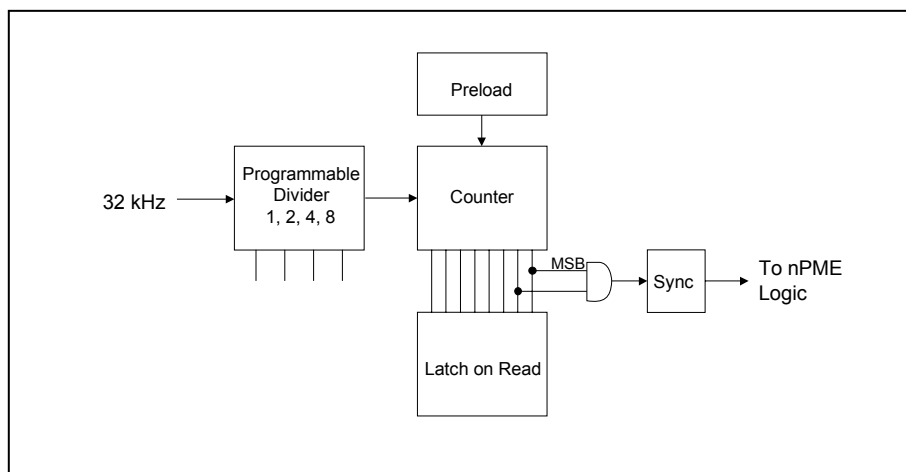 Preload
Programmable
Divider
1, 2, 4, 8
32 kHz
Counter
MSB
Sync
To nPME
Logic
Latch on Read